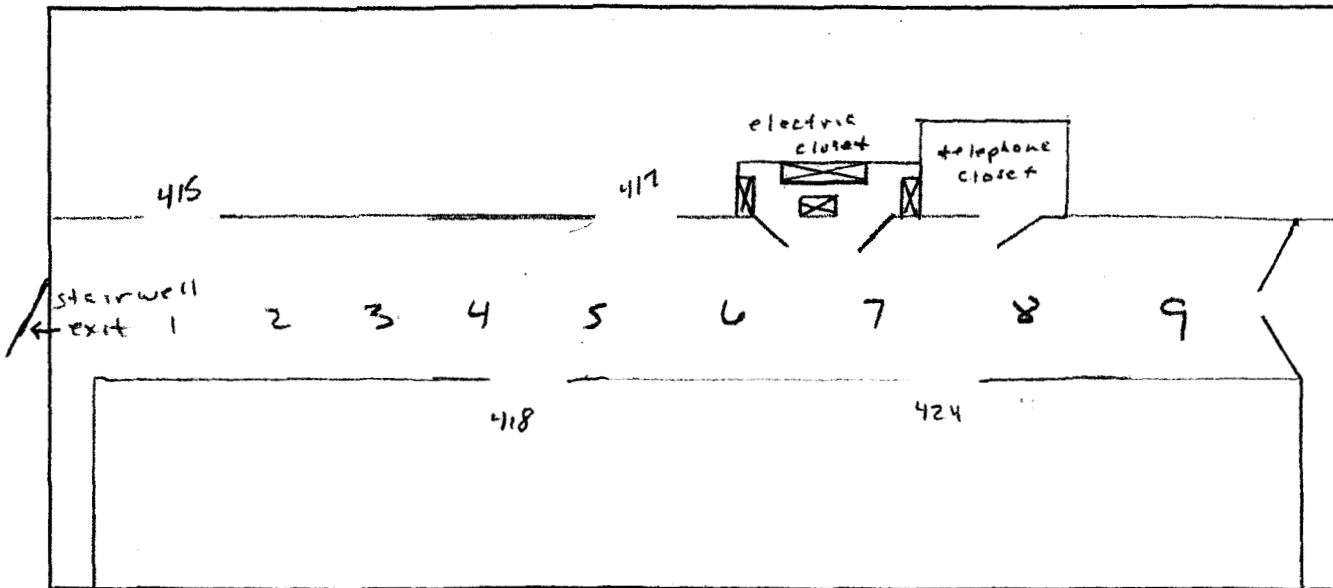 electric
closet
telephone
closet
415
417
stairwell
← exit 1 2 3 4 5 6 7 8 9
418
424